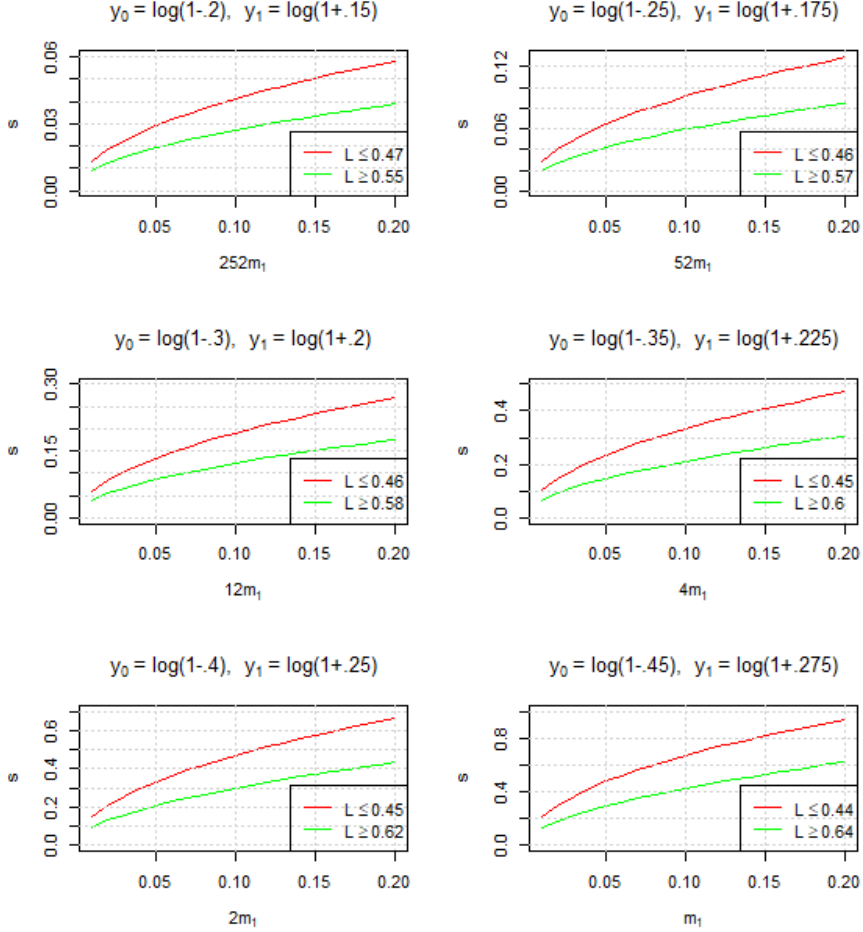 y₀ = log(1-.2), y₁ = log(1+.15)
s
0.00 0.03 0.06
L ≤ 0.47
L ≥ 0.55
0.05 0.10 0.15 0.20
252m₁
y₀ = log(1-.25), y₁ = log(1+.175)
s
0.00 0.06 0.12
L ≤ 0.46
L ≥ 0.57
0.05 0.10 0.15 0.20
52m₁
y₀ = log(1-.3), y₁ = log(1+.2)
s
0.00 0.15 0.30
L ≤ 0.46
L ≥ 0.58
0.05 0.10 0.15 0.20
12m₁
y₀ = log(1-.35), y₁ = log(1+.225)
s
0.0 0.2 0.4
L ≤ 0.45
L ≥ 0.6
0.05 0.10 0.15 0.20
4m₁
y₀ = log(1-.4), y₁ = log(1+.25)
s
0.0 0.2 0.4 0.6
L ≤ 0.45
L ≥ 0.62
0.05 0.10 0.15 0.20
2m₁
y₀ = log(1-.45), y₁ = log(1+.275)
s
0.0 0.4 0.8
L ≤ 0.44
L ≥ 0.64
0.05 0.10 0.15 0.20
m₁